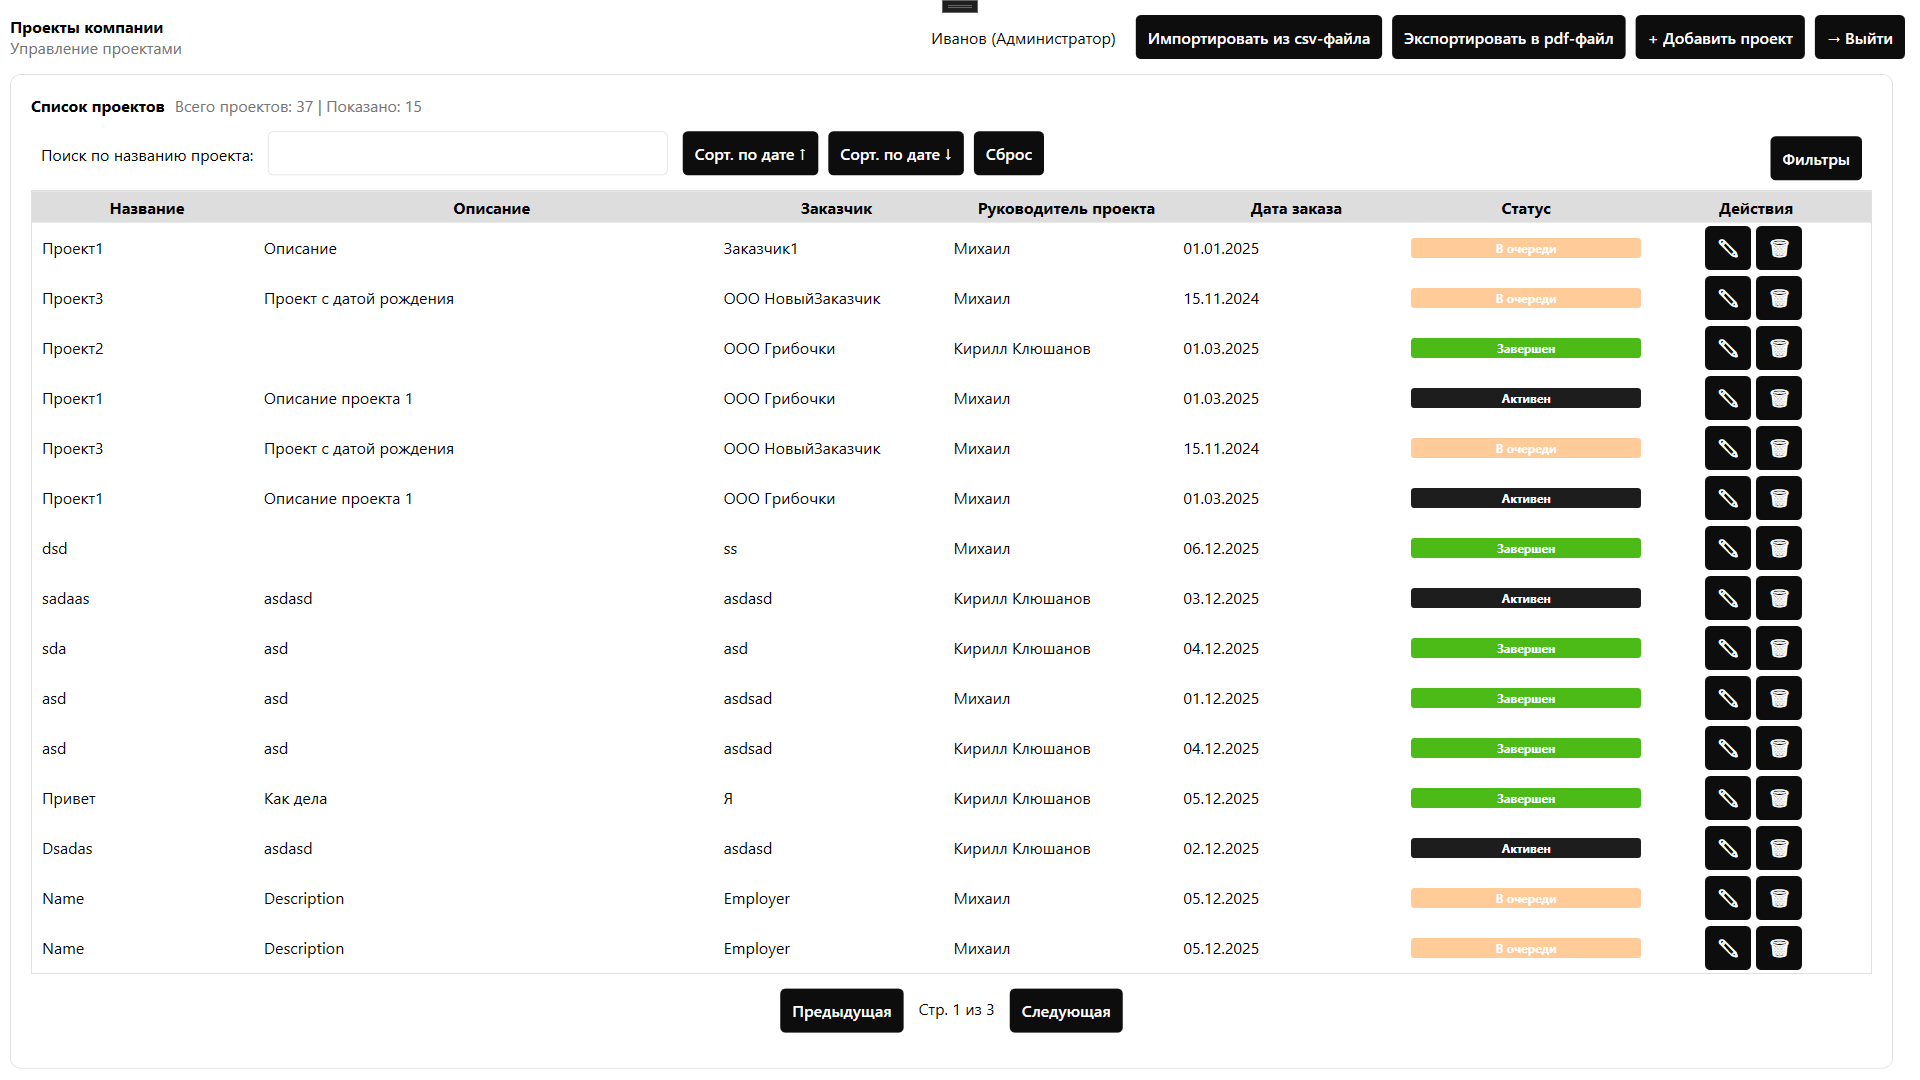 Проекты компании
Управление проектами
Иванов (Администратор) Импортировать из csv-файла Экспортировать в pdf-файл + Добавить проект → Выйти
Список проектов Всего проектов: 37 | Показано: 15
Поиск по названию проекта: Сорт. по дате ↑ Сорт. по дате ↓ Сброс Фильтры
Название Описание Заказчик Руководитель проекта Дата заказа Статус Действия
Проект1 Описание Заказчик1 Михаил 01.01.2025 В очереди
Проект3 Проект с датой рождения ООО НовыйЗаказчик Михаил 15.11.2024 В очереди
Проект2 ООО Грибочки Кирилл Клюшанов 01.03.2025 Завершен
Проект1 Описание проекта 1 ООО Грибочки Михаил 01.03.2025 Активен
Проект3 Проект с датой рождения ООО НовыйЗаказчик Михаил 15.11.2024 В очереди
Проект1 Описание проекта 1 ООО Грибочки Михаил 01.03.2025 Активен
dsd ss Михаил 06.12.2025 Завершен
sadaas asdasd asdasd Кирилл Клюшанов 03.12.2025 Активен
sda asd asd Кирилл Клюшанов 04.12.2025 Завершен
asd asd asdsad Михаил 01.12.2025 Завершен
asd asd asdsad Кирилл Клюшанов 04.12.2025 Завершен
Привет Как дела Я Кирилл Клюшанов 05.12.2025 Завершен
Dsadas asdasd asdasd Кирилл Клюшанов 02.12.2025 Активен
Name Description Employer Михаил 05.12.2025 В очереди
Name Description Employer Михаил 05.12.2025 В очереди
Предыдущая Стр. 1 из 3 Следующая